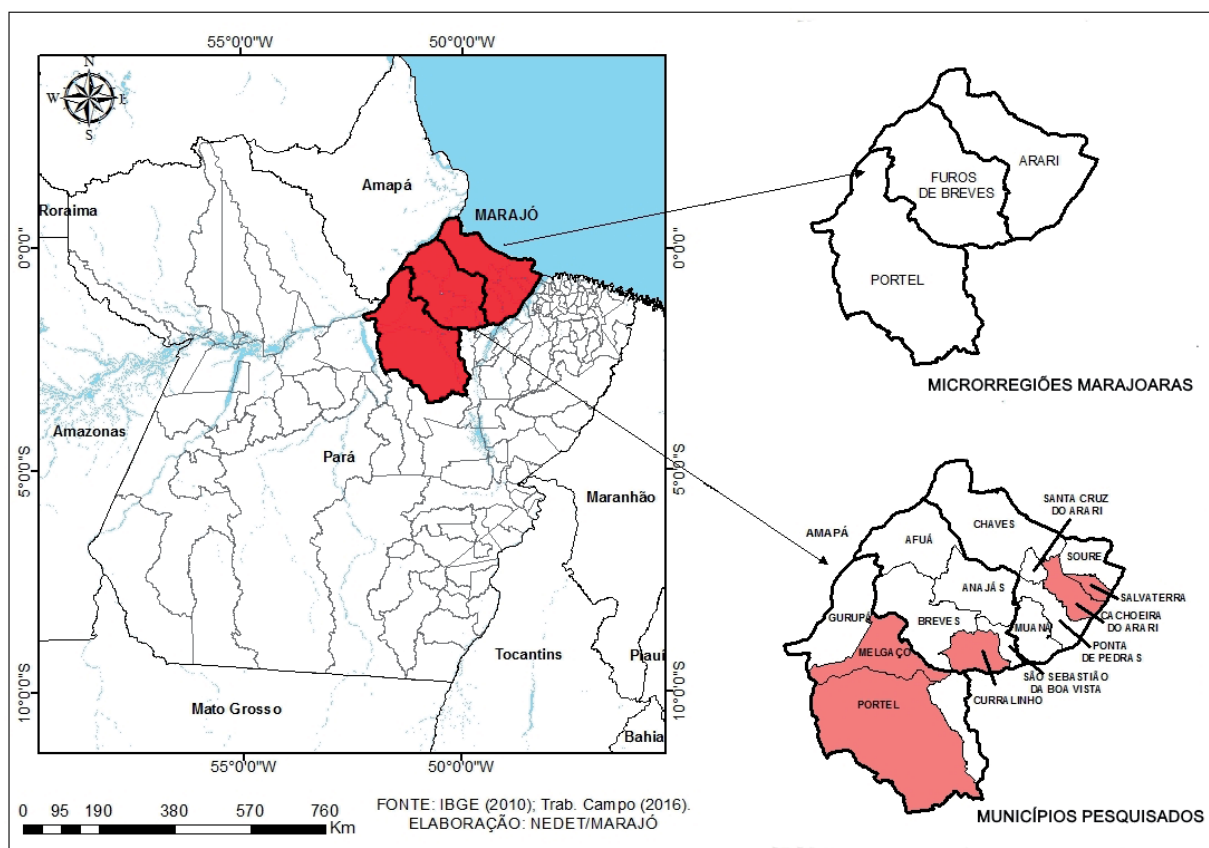 55°0'0"W
50°0'0"W
N
W
E
S
0°0'0"
5°0'0"S
10°0'0"S
Roraima
Amapá
MARAJÓ
Amazonas
Pará
Maranhão
Tocantins
Piauí
Mato Grosso
Bahia
0°0'0"
5°0'0"S
10°0'0"S
55°0'0"W
50°0'0"W
0 95 190 380 570 760
Km
FONTE: IBGE (2010); Trab. Campo (2016).
ELABORAÇÃO: NEDET/MARAJÓ
ARARI
FUROS
DE BREVES
PORTEL
MICRORREGIÕES MARAJOARAS
SANTA CRUZ
DO ARARI
CHAVES
AMAPÁ
AFUÁ
SOURE
ANAJÁS
SALVATERRA
CACHOEIRA
DO ARARI
GURUPÁ
BREVES
MUANÁ
PONTA
DE PEDRAS
MELGAÇO
SÃO SEBASTIÃO
DA BOA VISTA
CURRALINHO
PORTEL
MUNICÍPIOS PESQUISADOS